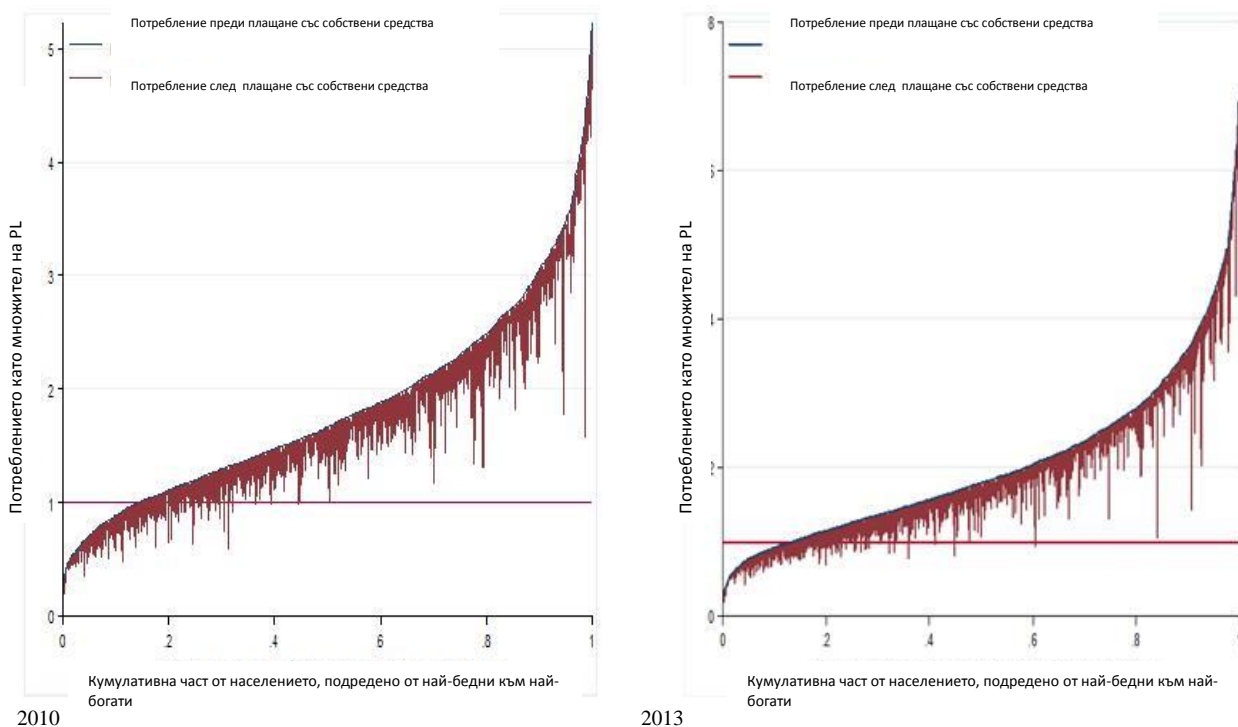 Потребление преди плащане със собствени средства
Потребление след плащане със собствени средства
Потреблението като множител на PL
5
4
3
2
1
0
0
.2
.4
.6
.8
1
Кумулативна част от населението, подредено от най-бедни към най-
богати
2010
Потребление преди плащане със собствени средства
Потребление след плащане със собствени средства
Потреблението като множител на PL
8
6
4
2
0
0
.2
.4
.6
.8
1
Кумулативна част от населението, подредено от най-бедни към най-
богати
2013